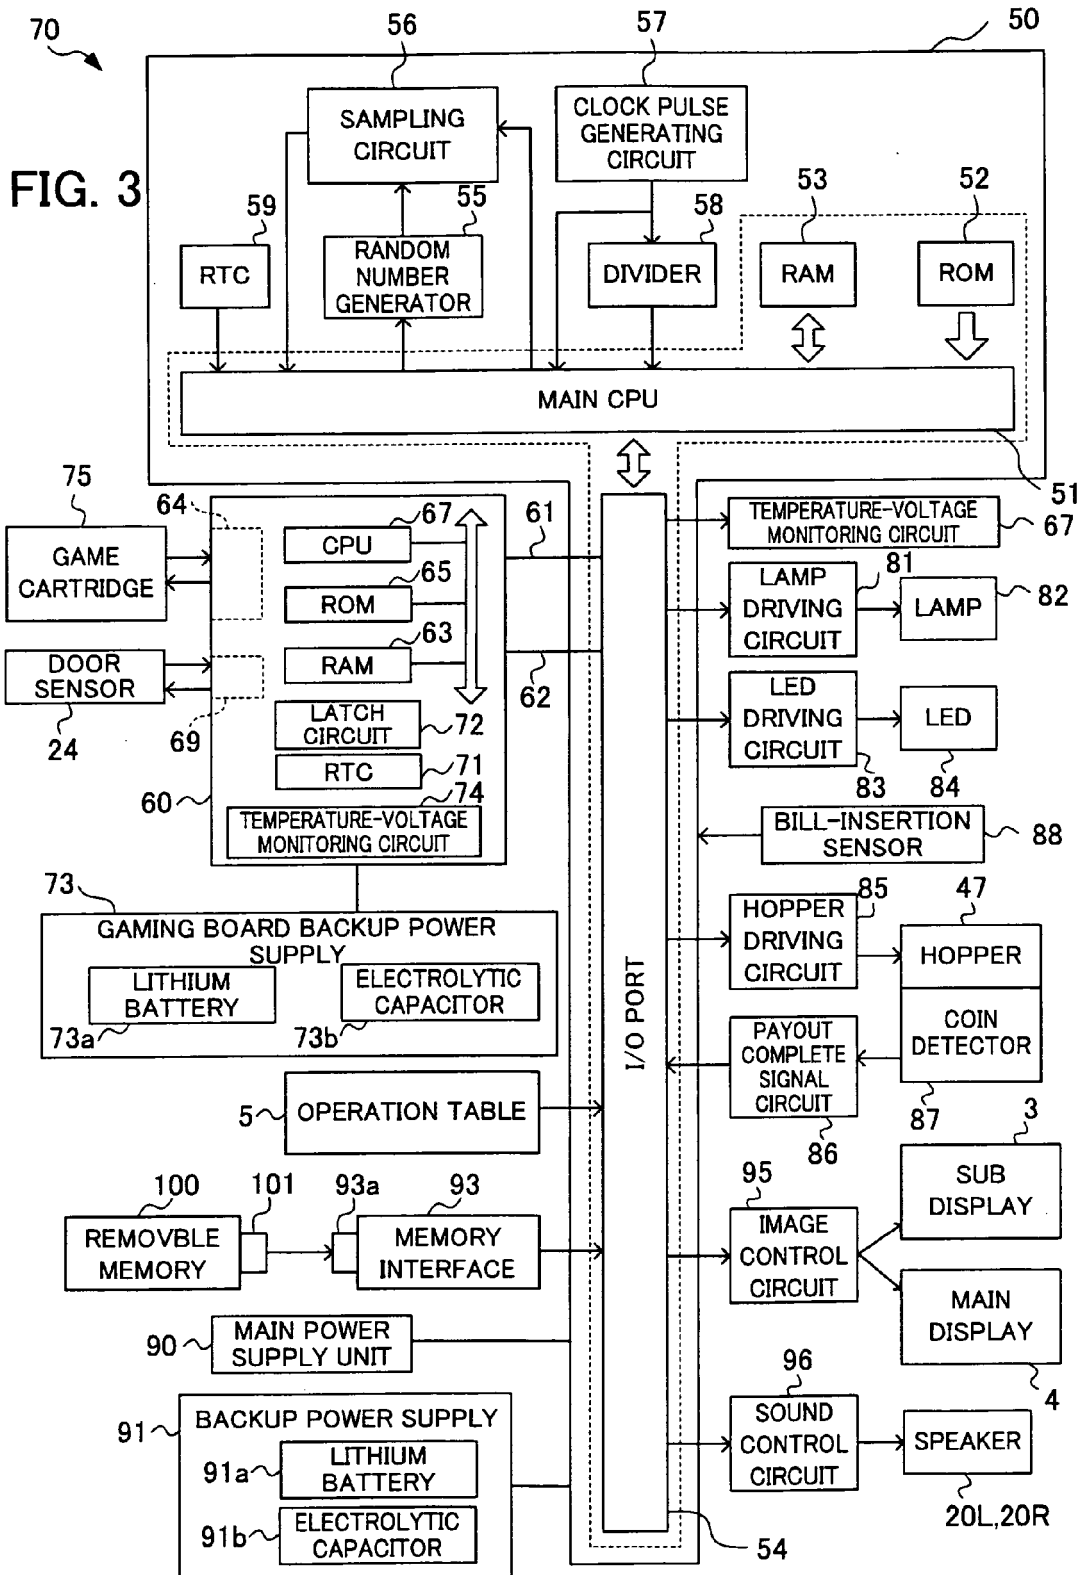 70
56
57
50
SAMPLING
CIRCUIT
CLOCK PULSE
GENERATING
CIRCUIT
FIG. 3
59
55
58
53
52
RTC
RANDOM
NUMBER
GENERATOR
DIVIDER
RAM
ROM
MAIN CPU
51
75
64
67
61
TEMPERATURE-VOLTAGE
MONITORING CIRCUIT
67
GAME
CARTRIDGE
CPU
65
ROM
63
RAM
LAMP
DRIVING
CIRCUIT
81
LAMP
82
DOOR
SENSOR
24
69
62
LATCH
CIRCUIT
72
RTC
71
LED
DRIVING
CIRCUIT
83
LED
84
60
74
TEMPERATURE-VOLTAGE
MONITORING CIRCUIT
BILL-INSERTION
SENSOR
88
73
GAMING BOARD BACKUP POWER
SUPPLY
LITHIUM
BATTERY
73a
ELECTROLYTIC
CAPACITOR
73b
I/O PORT
HOPPER
DRIVING
CIRCUIT
85
47
HOPPER
COIN
DETECTOR
87
PAYOUT
COMPLETE
SIGNAL
CIRCUIT
86
5
OPERATION TABLE
3
SUB
DISPLAY
100
101
93a
93
REMOVBLE
MEMORY
MEMORY
INTERFACE
95
IMAGE
CONTROL
CIRCUIT
MAIN
DISPLAY
4
90
MAIN POWER
SUPPLY UNIT
91
BACKUP POWER SUPPLY
91a
LITHIUM
BATTERY
91b
ELECTROLYTIC
CAPACITOR
96
SOUND
CONTROL
CIRCUIT
SPEAKER
20L,20R
54